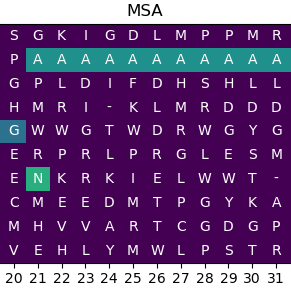 MSA
S G K I G D L M P P M R
P A A A A A A A A A A A
G P L D I F D H S H L L
H M R I - K L M R D D D
G W W G T W D R W G Y G
E R P R L P R G L E S M
E N K R K I E L W W T -
C M E E D M T P G Y K A
M H V V A R T C G D G P
V E H L Y M W L P S T R
20 21 22 23 24 25 26 27 28 29 30 31